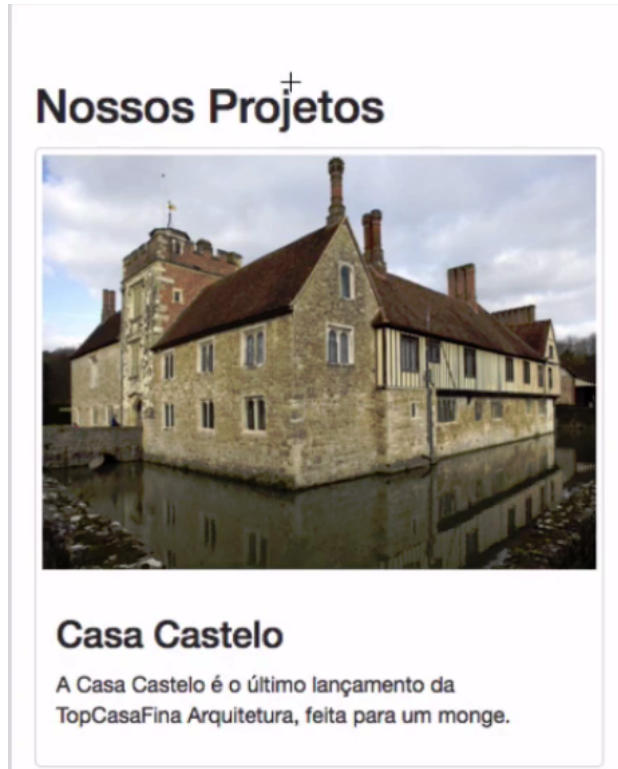 Nossos Projetos
Casa Castelo
A Casa Castelo é o último lançamento da
TopCasaFina Arquitetura, feita para um monge.